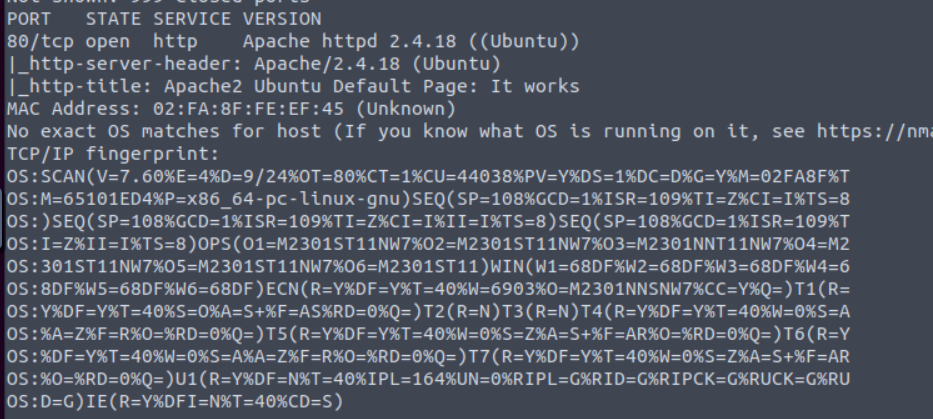 Not shown: 999 closed ports
PORT   STATE SERVICE VERSION
80/tcp open  http    Apache httpd 2.4.18 ((Ubuntu))
|_http-server-header: Apache/2.4.18 (Ubuntu)
|_http-title: Apache2 Ubuntu Default Page: It works
MAC Address: 02:FA:8F:FE:EF:45 (Unknown)
No exact OS matches for host (If you know what OS is running on it, see https://nma
TCP/IP fingerprint:
OS:SCAN(V=7.60%E=4%D=9/24%OT=80%CT=1%CU=44038%PV=Y%DS=1%DC=D%G=Y%M=02FA8F%T
OS:M=65101ED4%P=x86_64-pc-linux-gnu)SEQ(SP=108%GCD=1%ISR=109%TI=Z%CI=I%TS=8
OS:)SEQ(SP=108%GCD=1%ISR=109%TI=Z%CI=I%II=I%TS=8)SEQ(SP=108%GCD=1%ISR=109%T
OS:I=Z%II=I%TS=8)OPS(O1=M2301ST11NW7%O2=M2301ST11NW7%O3=M2301NNT11NW7%O4=M2
OS:301ST11NW7%O5=M2301ST11NW7%O6=M2301ST11)WIN(W1=68DF%W2=68DF%W3=68DF%W4=6
OS:8DF%W5=68DF%W6=68DF)ECN(R=Y%DF=Y%T=40%W=6903%O=M2301NNSNW7%CC=Y%Q=)T1(R=
OS:Y%DF=Y%T=40%S=O%A=S+%F=AS%RD=0%Q=)T2(R=N)T3(R=N)T4(R=Y%DF=Y%T=40%W=0%S=A
OS:%A=Z%F=R%O=%RD=0%Q=)T5(R=Y%DF=Y%T=40%W=0%S=Z%A=S+%F=AR%O=%RD=0%Q=)T6(R=Y
OS:%DF=Y%T=40%W=0%S=A%A=Z%F=R%O=%RD=0%Q=)T7(R=Y%DF=Y%T=40%W=0%S=Z%A=S+%F=AR
OS:%O=%RD=0%Q=)U1(R=Y%DF=N%T=40%IPL=164%UN=0%RIPL=G%RID=G%RIPCK=G%RUCK=G%RU
OS:D=G)IE(R=Y%DFI=N%T=40%CD=S)